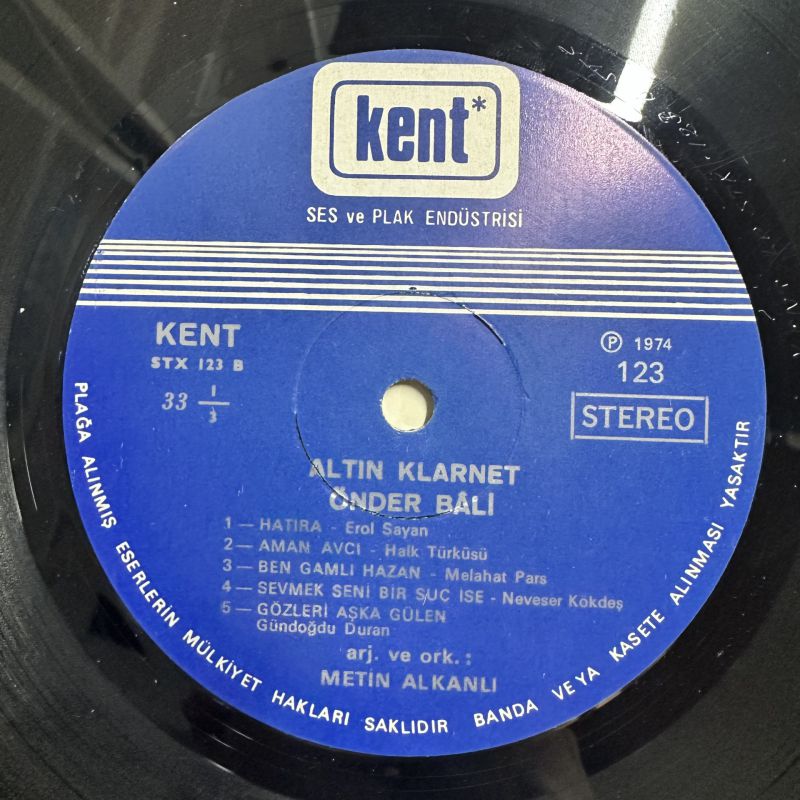 kent*
SES ve PLAK ENDÜSTRİSİ
KENT
STX 123 B
33 1/3
℗ 1974
123
STEREO
ALTIN KLARNET
ÖNDER BÂLİ
1 — HATIRA - Erol Sayan
2 — AMAN AVCI - Halk Türküsü
3 — BEN GAMLI HAZAN - Melahat Pars
4 — SEVMEK SENİ BİR SUÇ İSE - Neveser Kökdeş
5 — GÖZLERİ AŞKA GÜLEN
Gündoğdu Duran
arj. ve ork. :
METİN ALKANLI
PLAĞA ALINMIŞ ESERLERİN MÜLKİYET HAKLARI SAKLIDIR BANDA VEYA KASETE ALINMASI YASAKTIR